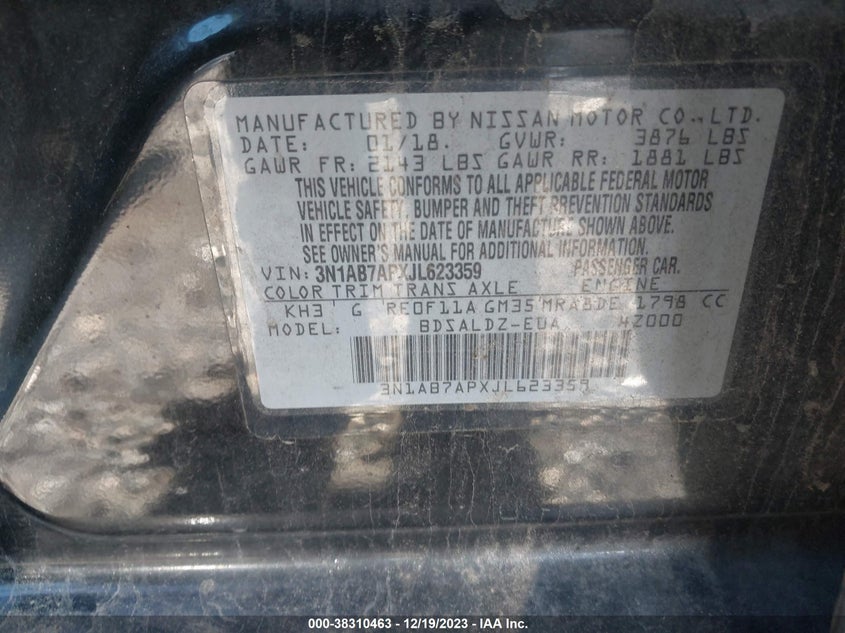 MANUFACTURED BY NISSAN MOTOR CO., LTD.
DATE: 01/18. GVWR: 3876 LBS
GAWR FR: 2143 LBS GAWR RR: 1881 LBS
THIS VEHICLE CONFORMS TO ALL APPLICABLE FEDERAL MOTOR
VEHICLE SAFETY, BUMPER AND THEFT PREVENTION STANDARDS
IN EFFECT ON THE DATE OF MANUFACTURE SHOWN ABOVE.
SEE OWNER'S MANUAL FOR ADDITIONAL INFORMATION.
VIN: 3N1AB7APXJL623359 PASSENGER CAR.
COLOR TRIM TRANS AXLE ENGINE
KH3 G RE0F11A GM35 MRA8DE 1798 CC
MODEL: BDSALDZ-EUA 4Z000
3N1AB7APXJL623359
000-38310463 - 12/19/2023 - IAA Inc.